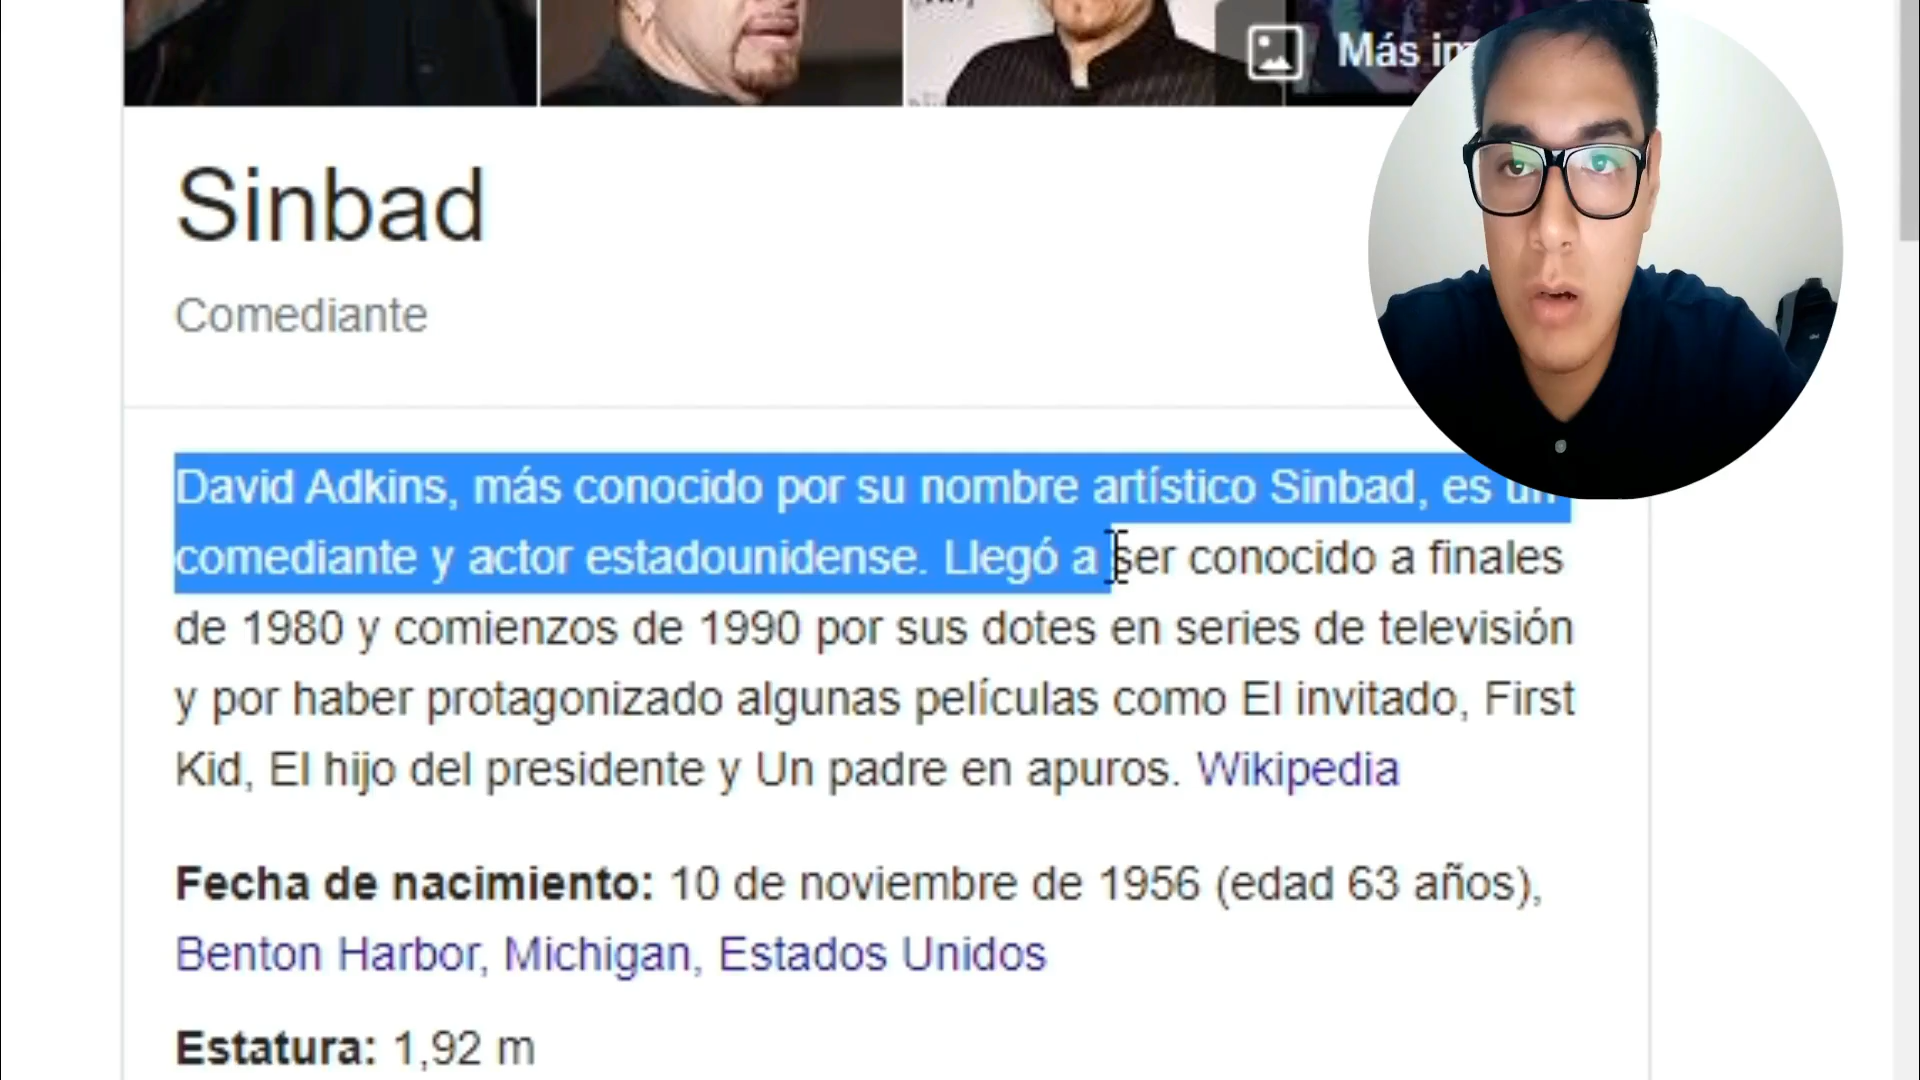 Más
Sinbad
Comediante
David Adkins, más conocido por su nombre artístico Sinbad, es un
comediante y actor estadounidense. Llegó a ser conocido a finales
de 1980 y comienzos de 1990 por sus dotes en series de televisión
y por haber protagonizado algunas películas como El invitado, First
Kid, El hijo del presidente y Un padre en apuros. Wikipedia
Fecha de nacimiento: 10 de noviembre de 1956 (edad 63 años),
Benton Harbor, Michigan, Estados Unidos
Estatura: 1,92 m